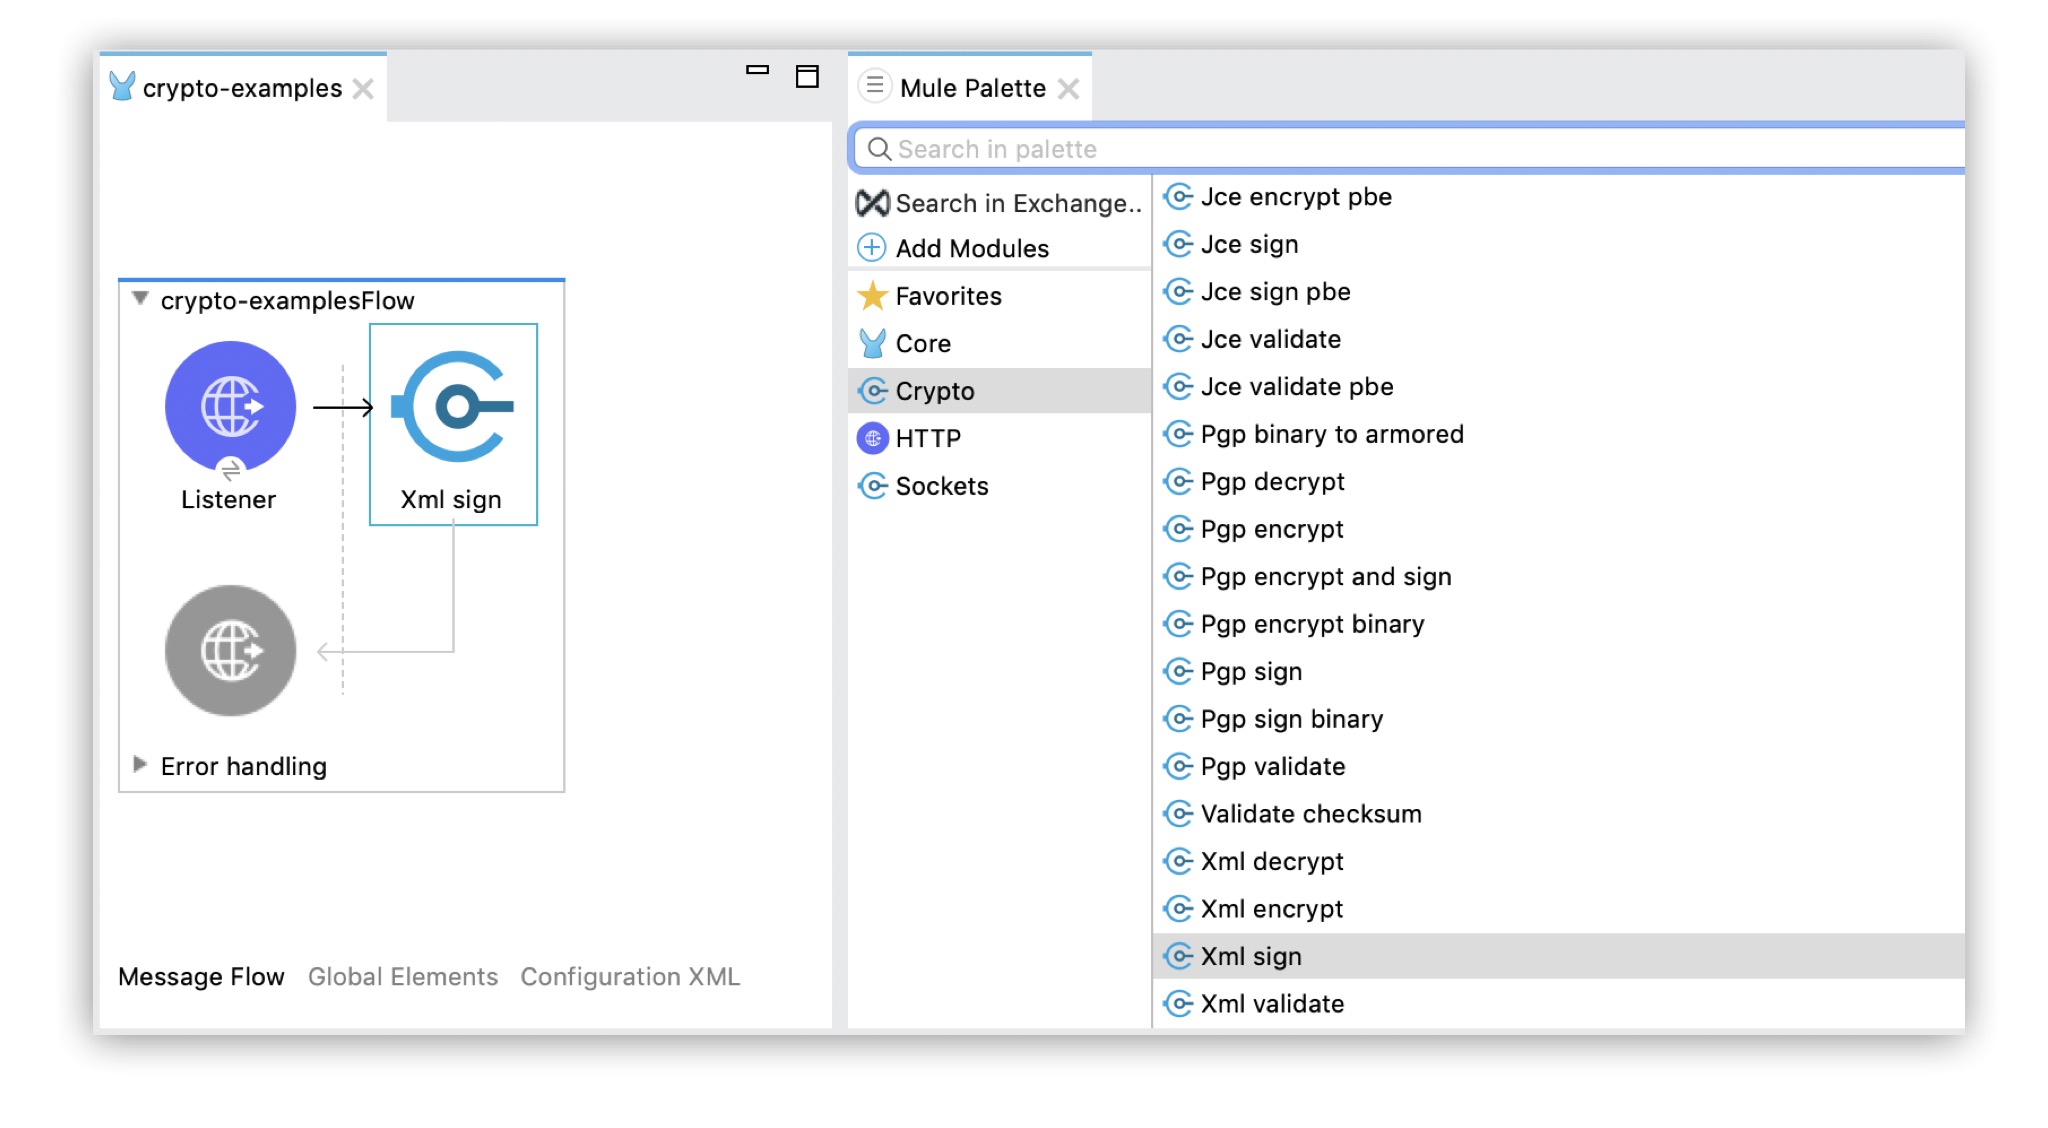 crypto-examples
crypto-examplesFlow
Listener
Xml sign
Error handling
Message Flow Global Elements Configuration XML
Mule Palette
Search in palette
Search in Exchange..
Add Modules
Favorites
Core
Crypto
HTTP
Sockets
Jce encrypt pbe
Jce sign
Jce sign pbe
Jce validate
Jce validate pbe
Pgp binary to armored
Pgp decrypt
Pgp encrypt
Pgp encrypt and sign
Pgp encrypt binary
Pgp sign
Pgp sign binary
Pgp validate
Validate checksum
Xml decrypt
Xml encrypt
Xml sign
Xml validate